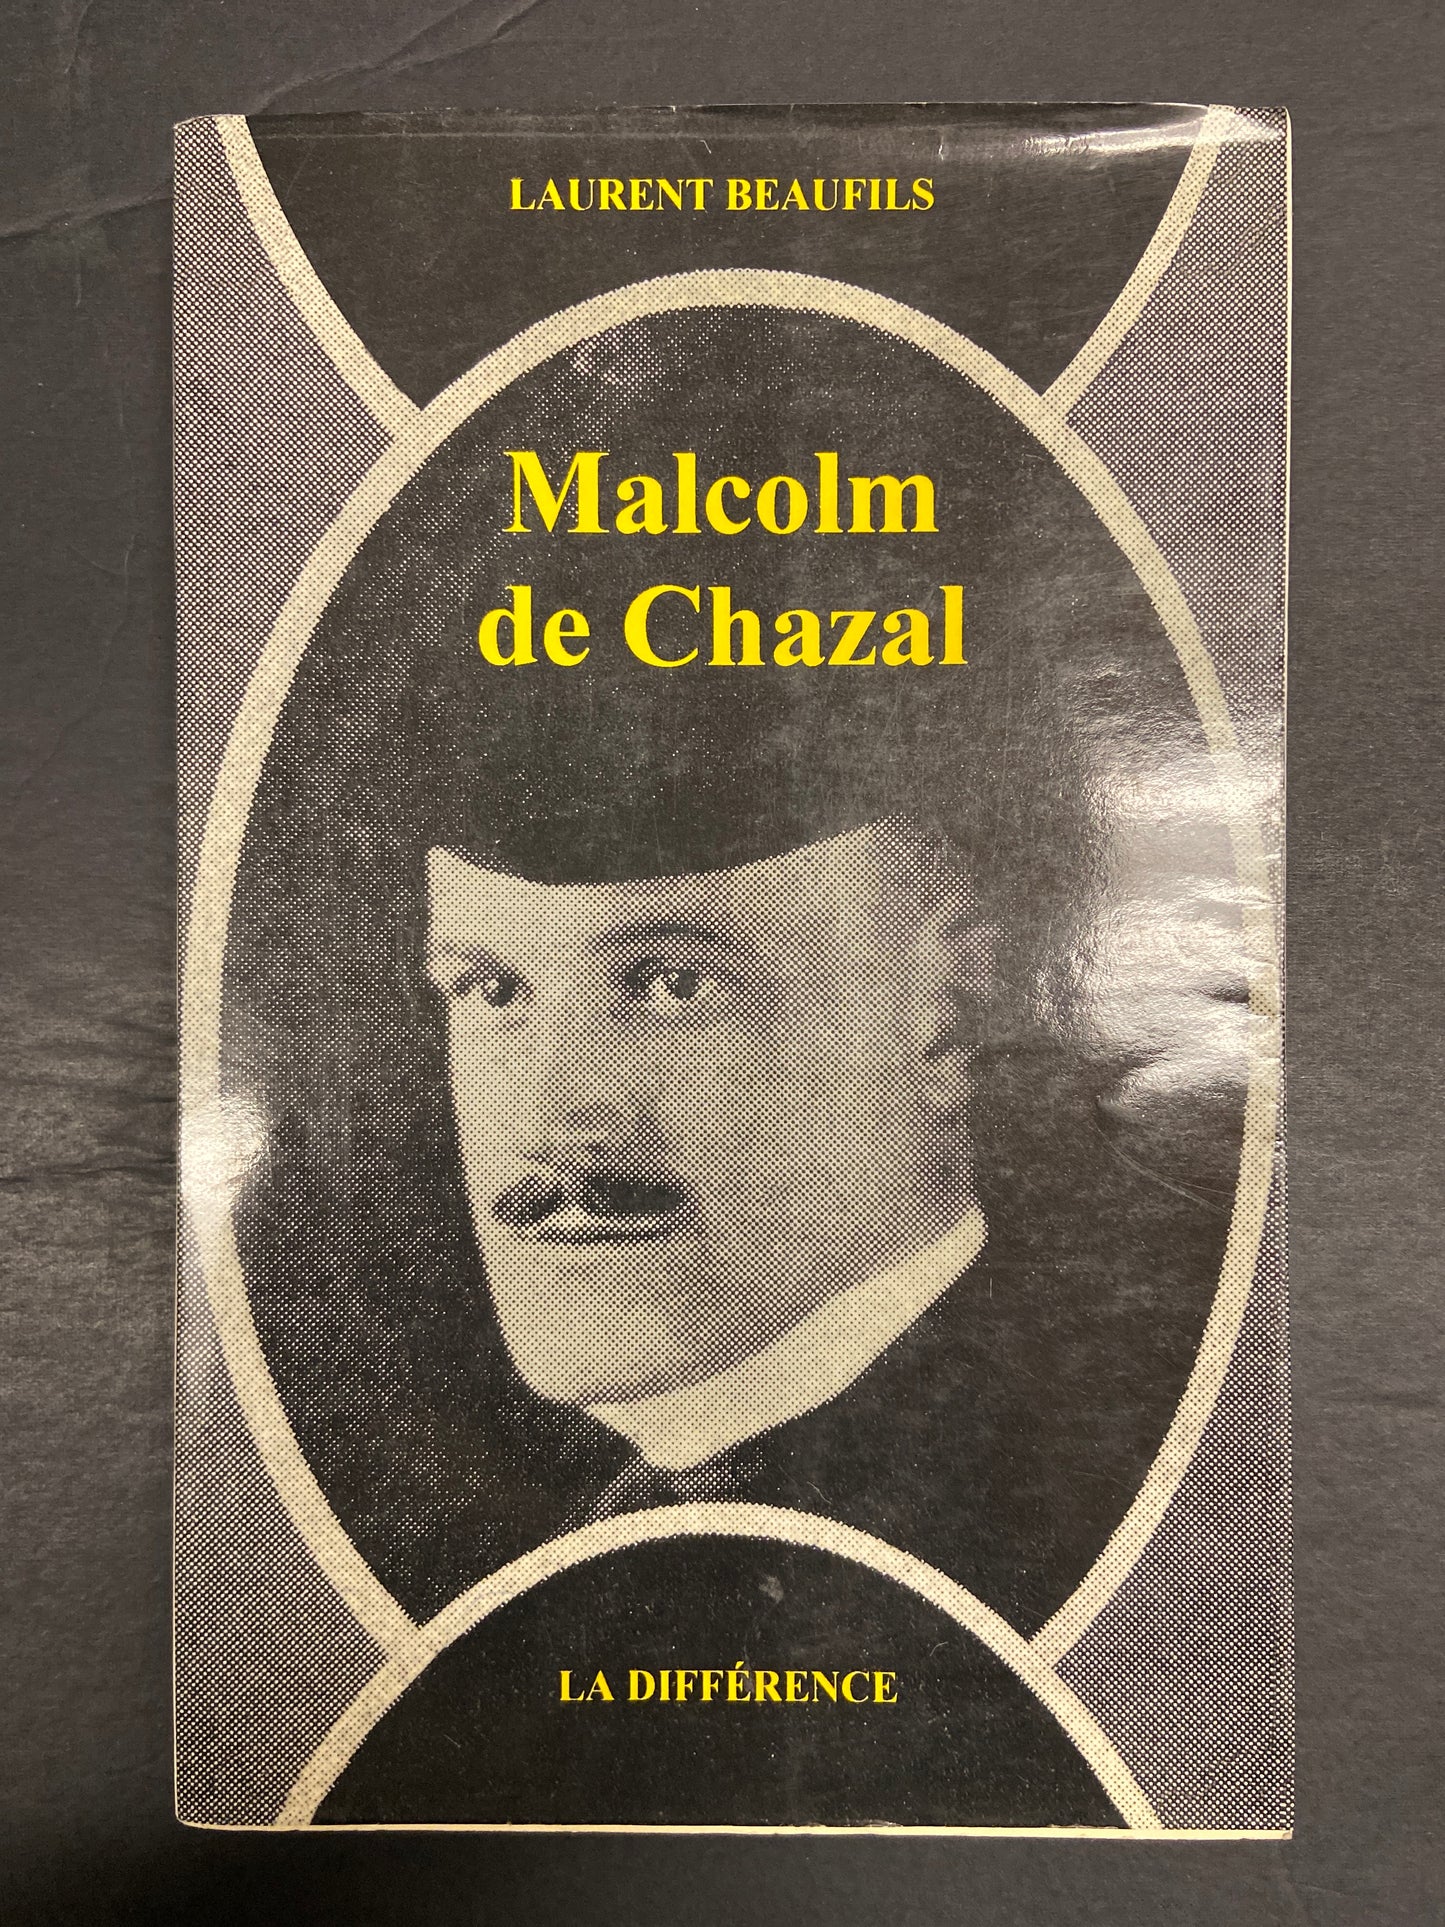 LAURENT BEAUFILS
Malcolm
de Chazal
LA DIFFÉRENCE